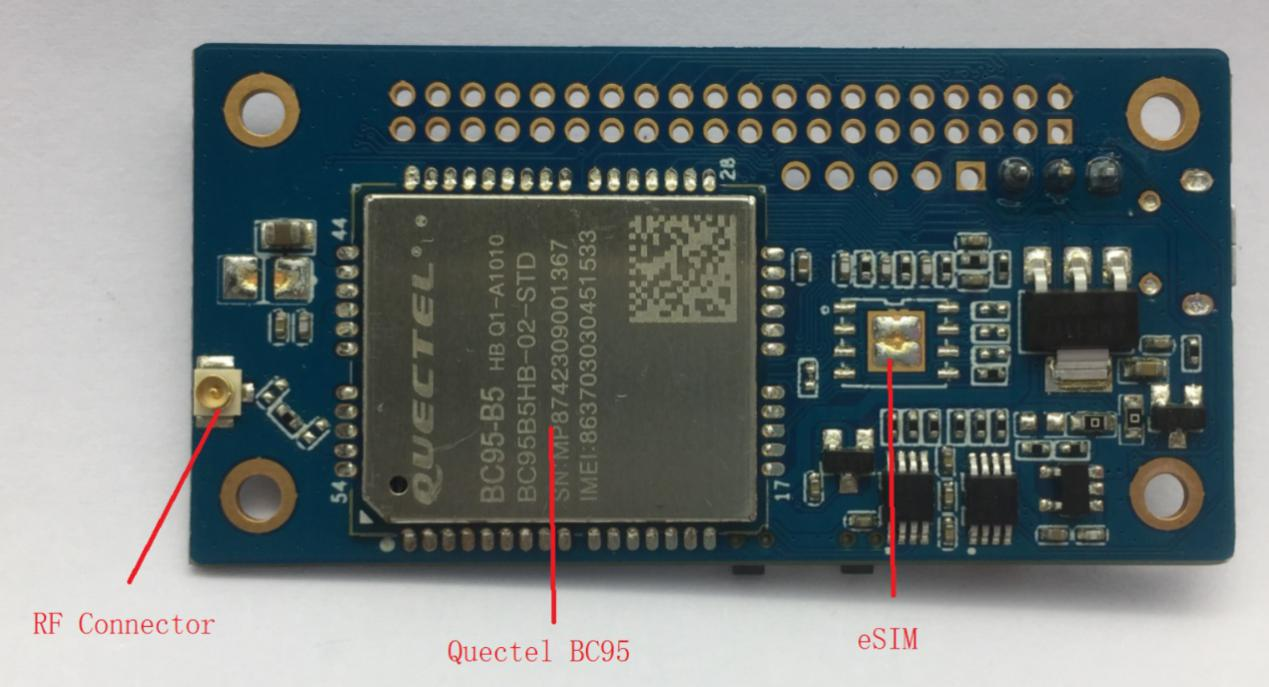 28
44
QUECTEL®
BC95-B5 HB Q1-A1010
BC95B5HB-02-STD
SN:MP8742309001367
IMEI:863703030451533
54
17
RF Connector
Quectel BC95
eSIM